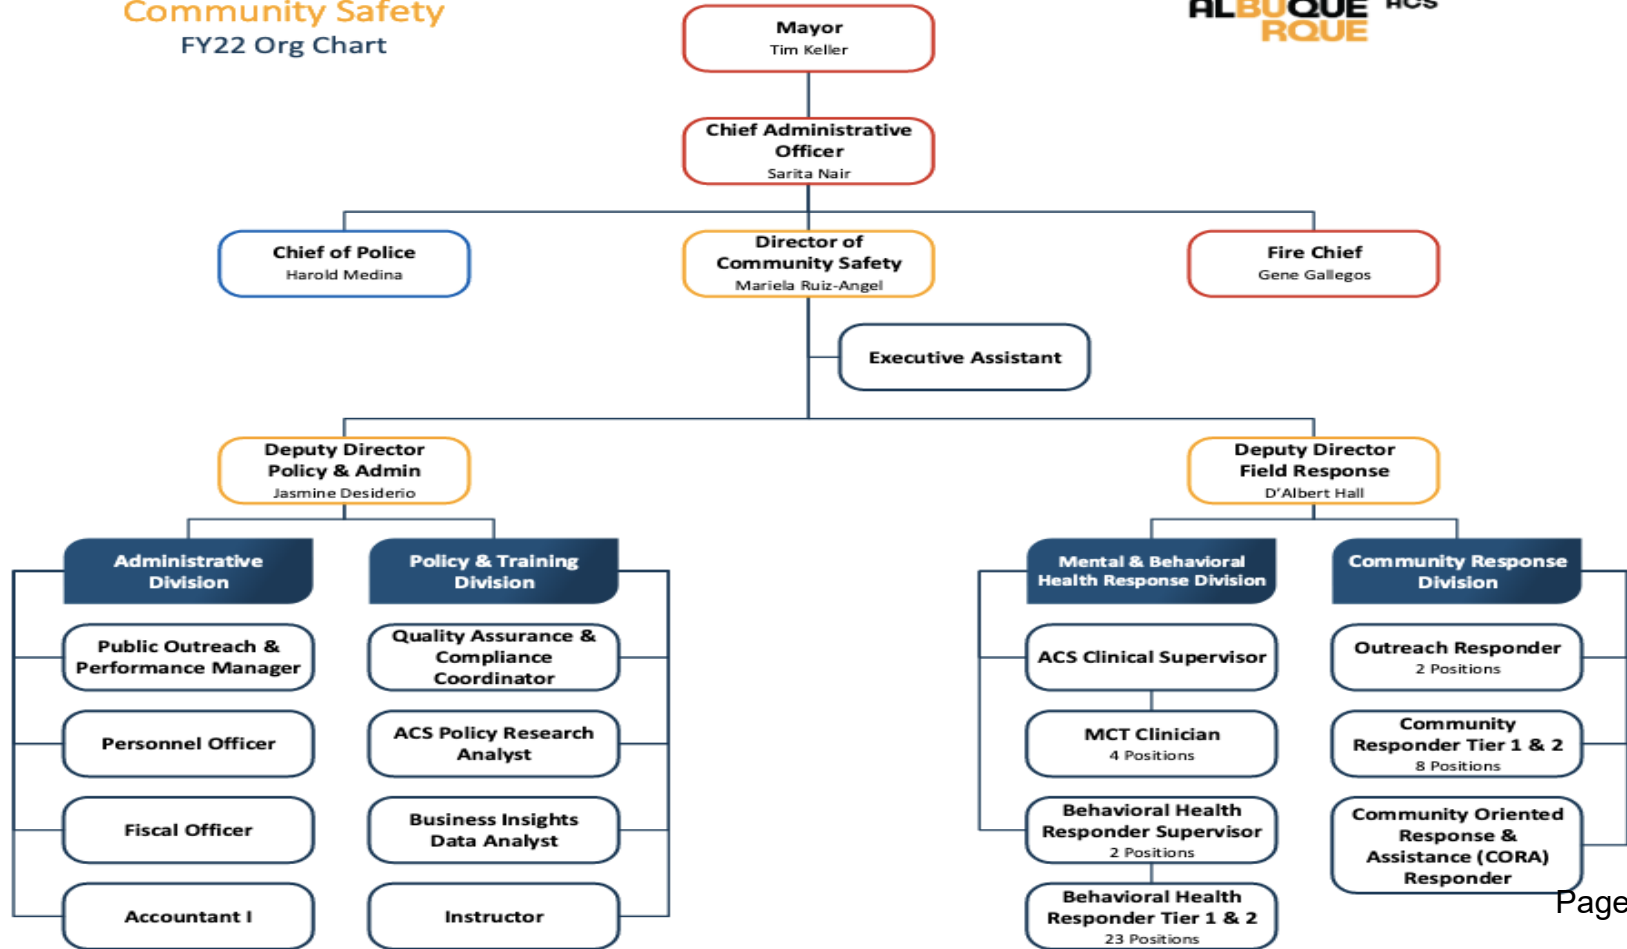 Community Safety
FY22 Org Chart
ALBUQUE
RQUE
ACS
Mayor
Tim Keller
Chief Administrative
Officer
Sarita Nair
Chief of Police
Harold Medina
Director of
Community Safety
Mariela Ruiz-Angel
Fire Chief
Gene Gallegos
Executive Assistant
Deputy Director
Policy & Admin
Jasmine Desiderio
Deputy Director
Field Response
D'Albert Hall
Administrative
Division
Public Outreach &
Performance Manager
Personnel Officer
Fiscal Officer
Accountant I
Policy & Training
Division
Quality Assurance &
Compliance
Coordinator
ACS Policy Research
Analyst
Business Insights
Data Analyst
Instructor
Mental & Behavioral
Health Response Division
ACS Clinical Supervisor
MCT Clinician
4 Positions
Behavioral Health
Responder Supervisor
2 Positions
Behavioral Health
Responder Tier 1 & 2
23 Positions
Community Response
Division
Outreach Responder
2 Positions
Community
Responder Tier 1 & 2
8 Positions
Community Oriented
Response &
Assistance (CORA)
Responder
Page